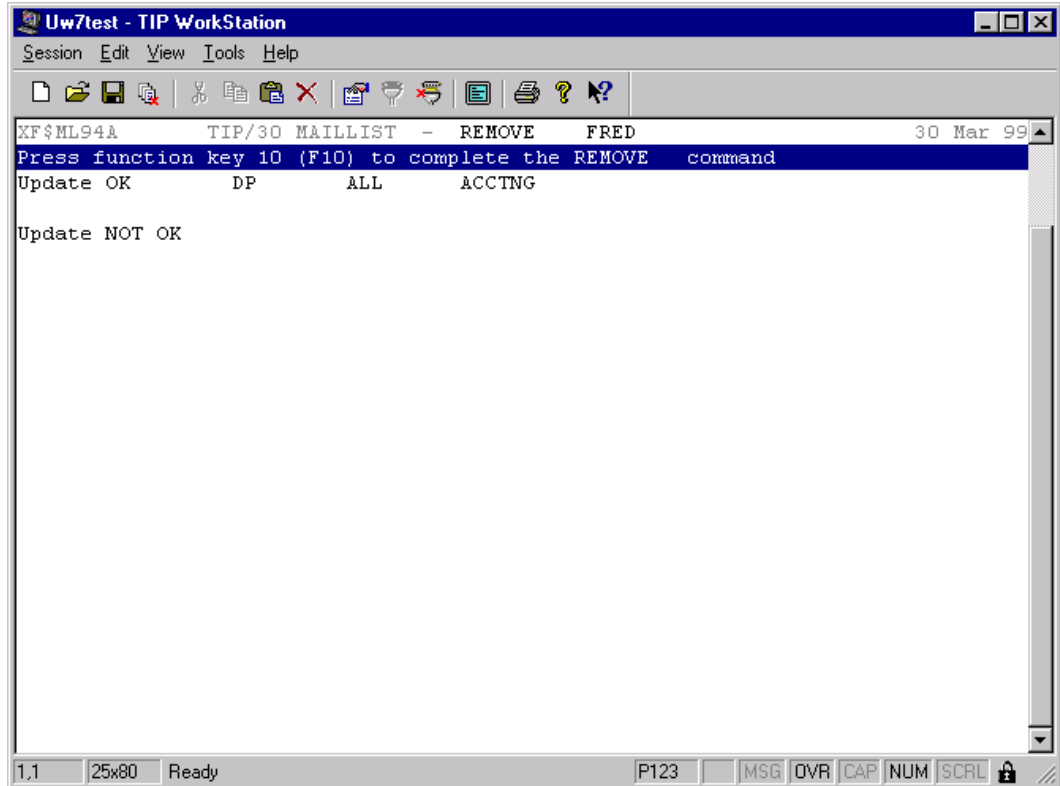 Uw7test - TIP WorkStation
Session Edit View Tools Help
XF$ML94A TIP/30 MAILLIST - REMOVE FRED 30 Mar 99
Press function key 10 (F10) to complete the REMOVE command
Update OK DP ALL ACCTNG
Update NOT OK
1,1 25x80 Ready P123 MSG OVR CAP NUM SCRL